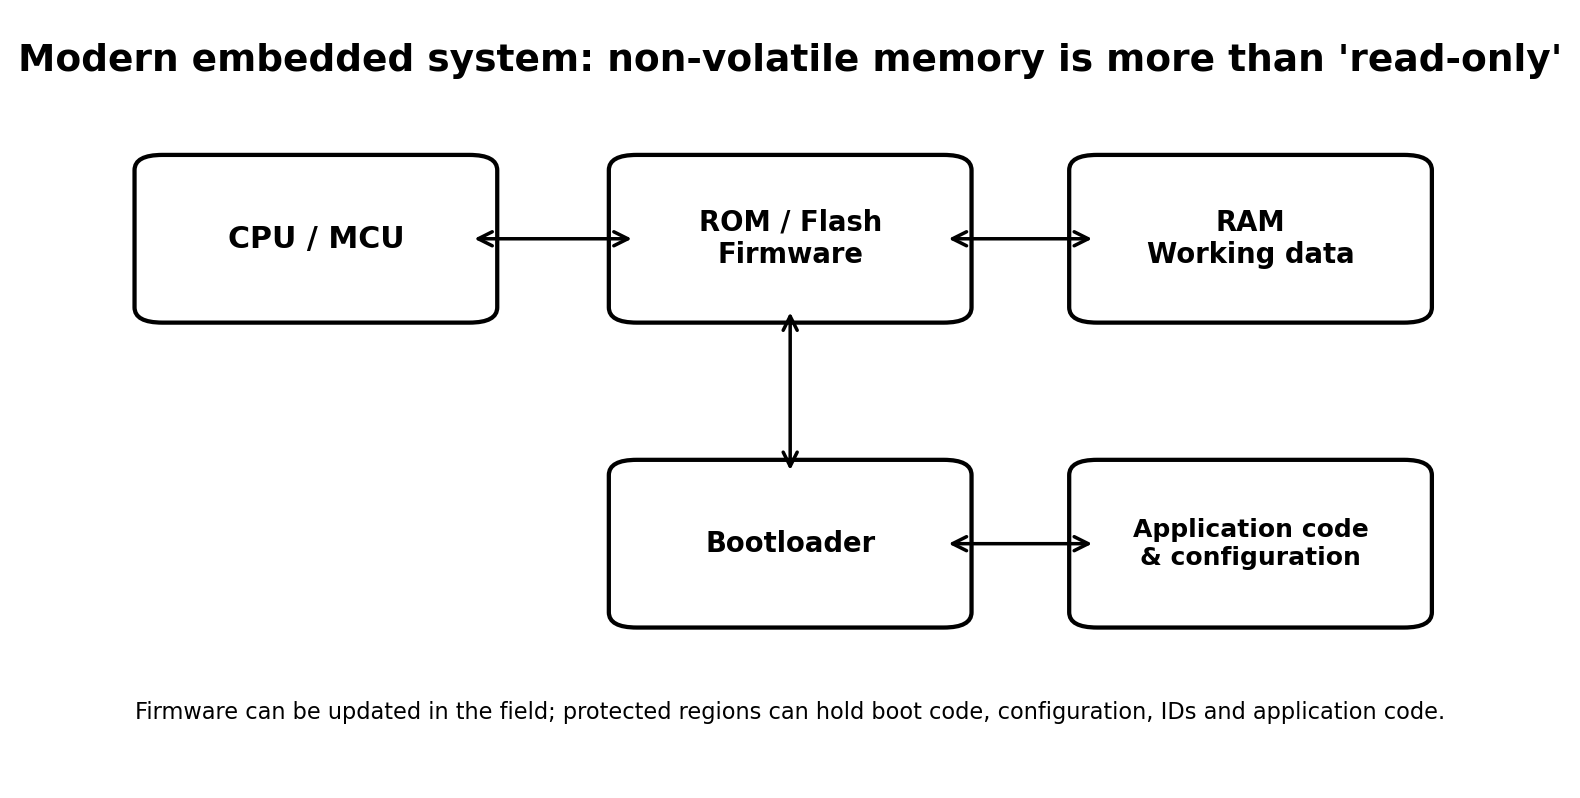 Modern embedded system: non-volatile memory is more than 'read-only'
CPU / MCU
ROM / Flash
Firmware
RAM
Working data
Bootloader
Application code
& configuration
Firmware can be updated in the field; protected regions can hold boot code, configuration, IDs and application code.